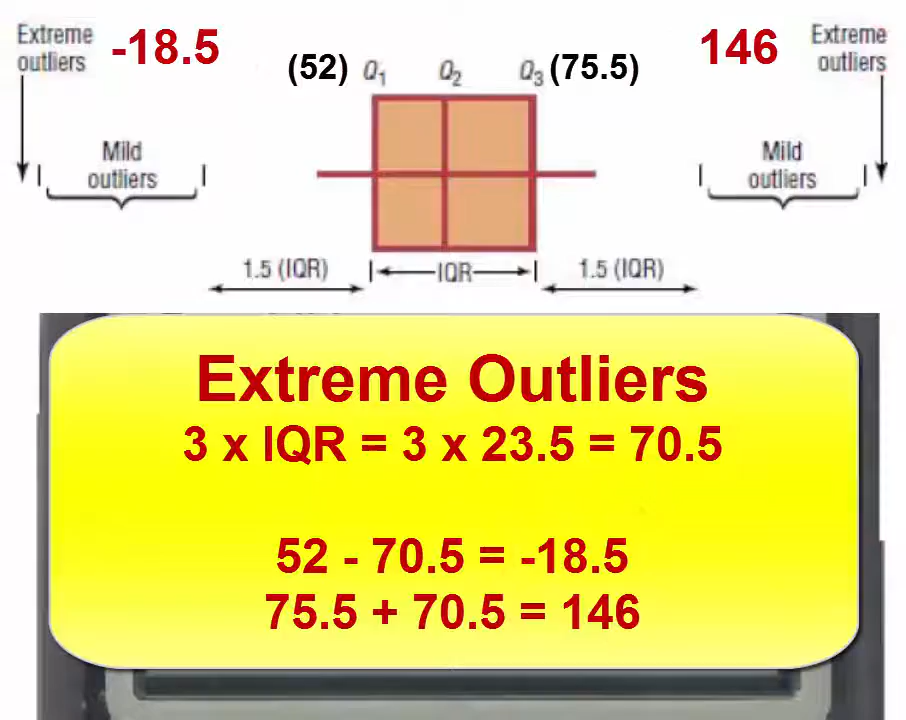 Extreme outliers
-18.5
(52) Q1 Q2 Q3 (75.5)
146
Extreme outliers
Mild outliers
Mild outliers
1.5 (IQR)
IQR
1.5 (IQR)
Extreme Outliers
3 x IQR = 3 x 23.5 = 70.5
52 - 70.5 = -18.5
75.5 + 70.5 = 146